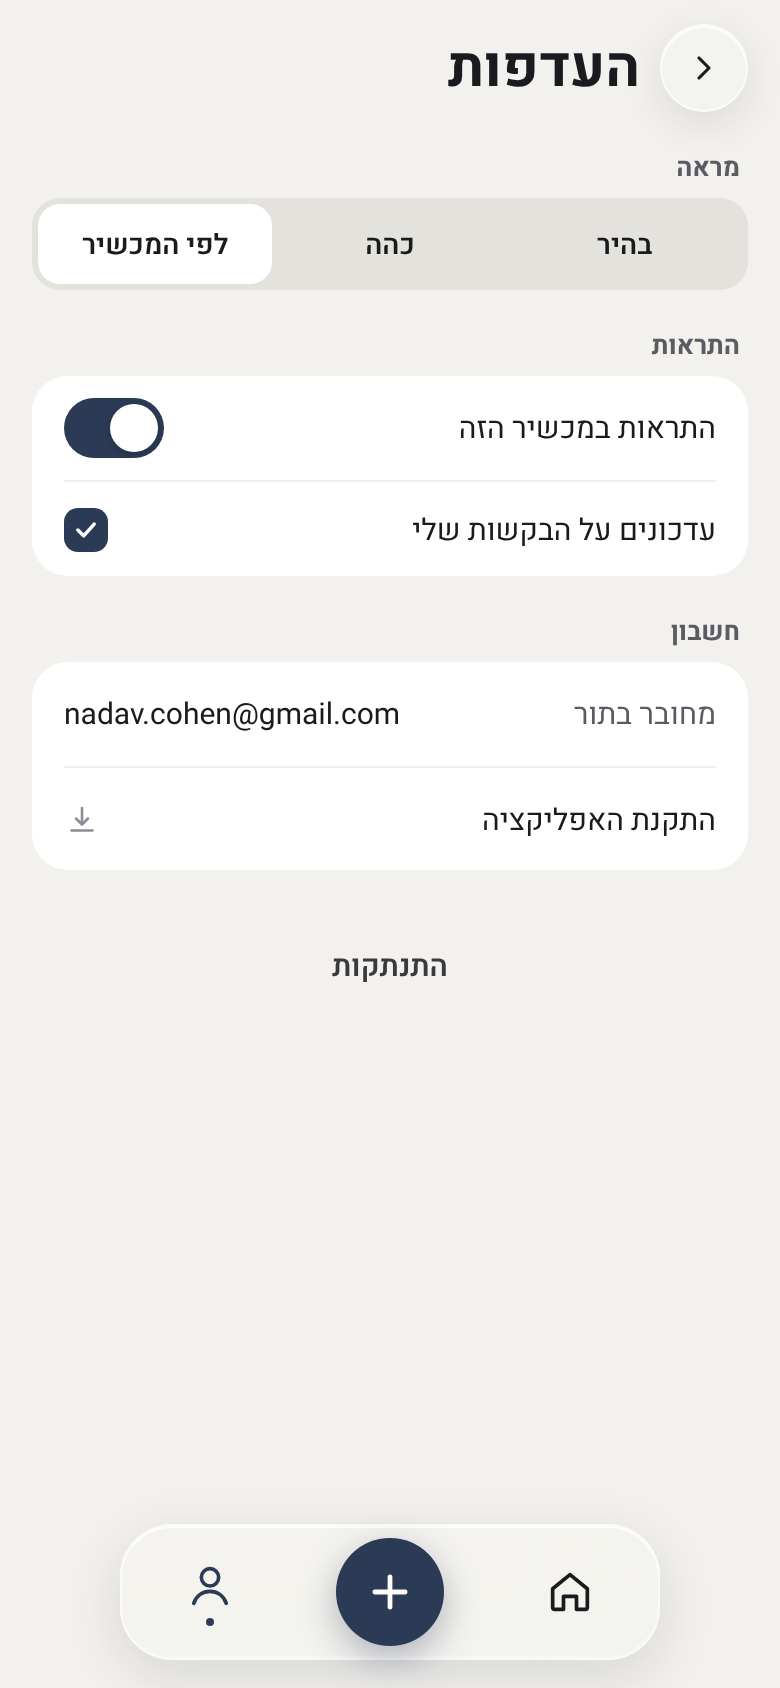 העדפות
מראה
בהיר
כהה
לפי המכשיר
התראות
התראות במכשיר הזה
עדכונים על הבקשות שלי
חשבון
מחובר בתור nadav.cohen@gmail.com
התקנת האפליקציה
התנתקות